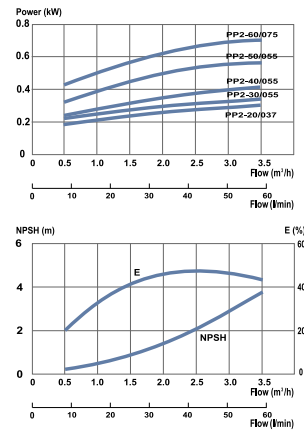 Power (m)
0.8
PP2-60/075
0.6
PP2-50/055
0.4
PP2-40/055
PP2-30/055
0.2
PP2-20/037
0
0 0.5 1.0 1.5 2.0 2.5 3.0 3.5
Flow (m³/h)
0 10 20 30 40 50 60
Flow (l/min)
NPSH (m) E (%)
6 60
E
4 40
2 20
NPSH
0 0
0 0.5 1.0 1.5 2.0 2.5 3.0 3.5
Flow (m³/h)
0 10 20 30 40 50 60
Flow (l/min)